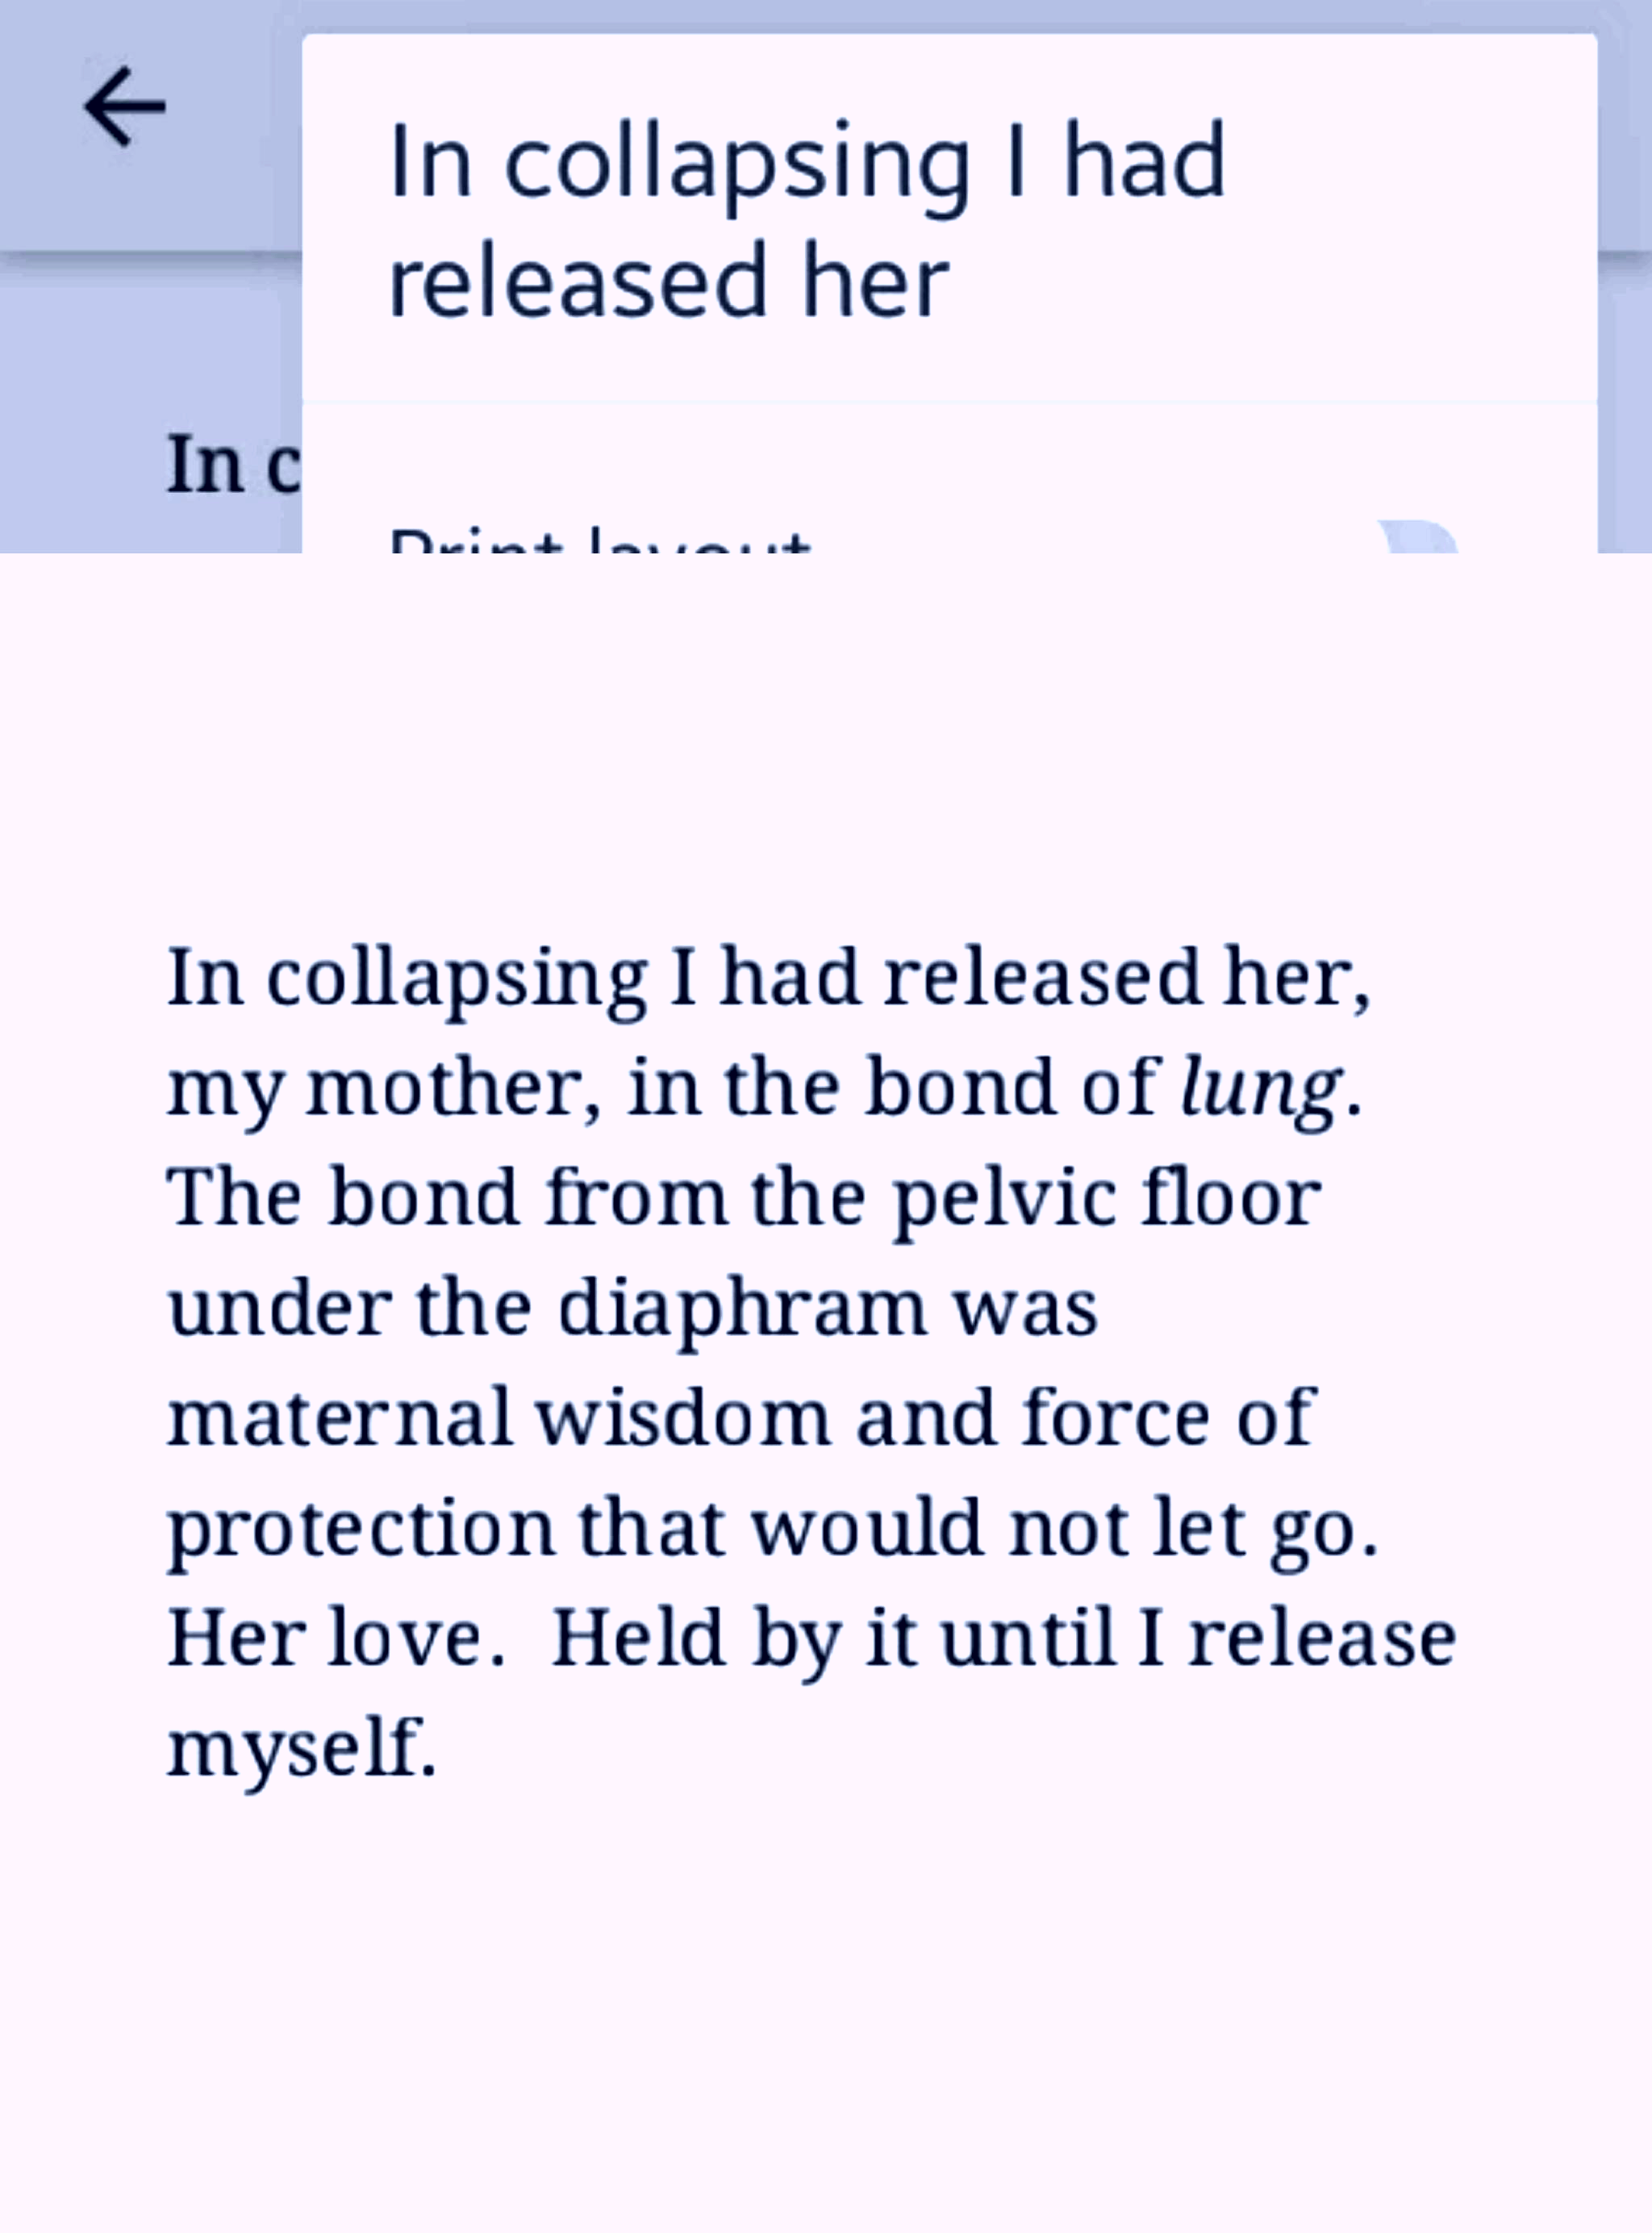 In collapsing I had
released her
In c
Print layout
In collapsing I had released her,
my mother, in the bond of lung.
The bond from the pelvic floor
under the diaphram was
maternal wisdom and force of
protection that would not let go.
Her love.  Held by it until I release
myself.